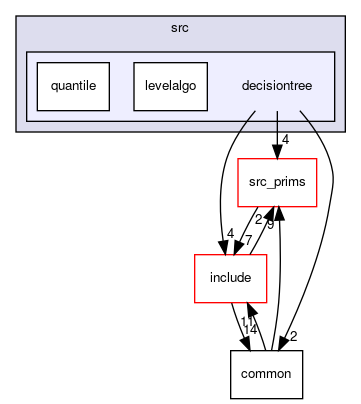 src
quantile
levelalgo
decisiontree
4
src_prims
2
9
4
7
include
11
14
2
common